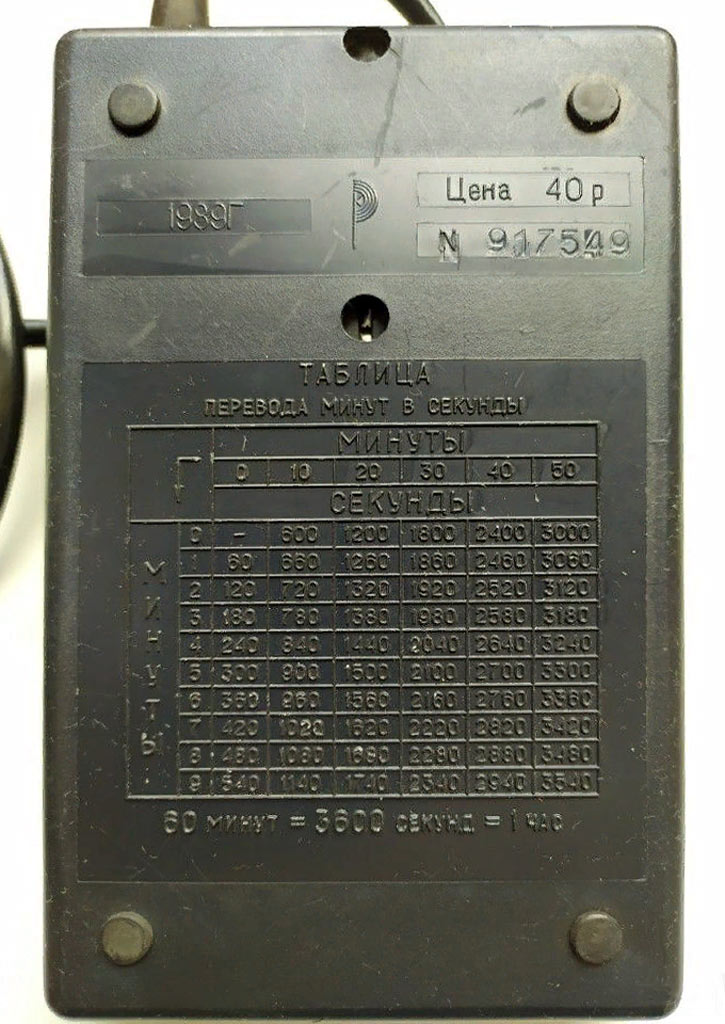 1989Г
Цена 40р
N 917549
ТАБЛИЦА
ПЕРЕВОДА МИНУТ В СЕКУНДЫ
МИНУТЫ
0 10 20 30 40 50
СЕКУНДЫ
МИНУТЫ
0 – 600 1200 1800 2400 3000
1 60 660 1260 1860 2460 3060
2 120 720 1320 1920 2520 3120
3 180 780 1380 1980 2580 3180
4 240 840 1440 2040 2640 3240
5 300 900 1500 2100 2700 3300
6 360 960 1560 2160 2760 3360
7 420 1020 1620 2220 2820 3420
8 480 1080 1680 2280 2880 3480
9 540 1140 1740 2340 2940 3540
60 МИНУТ = 3600 СЕКУНД = 1 ЧАС